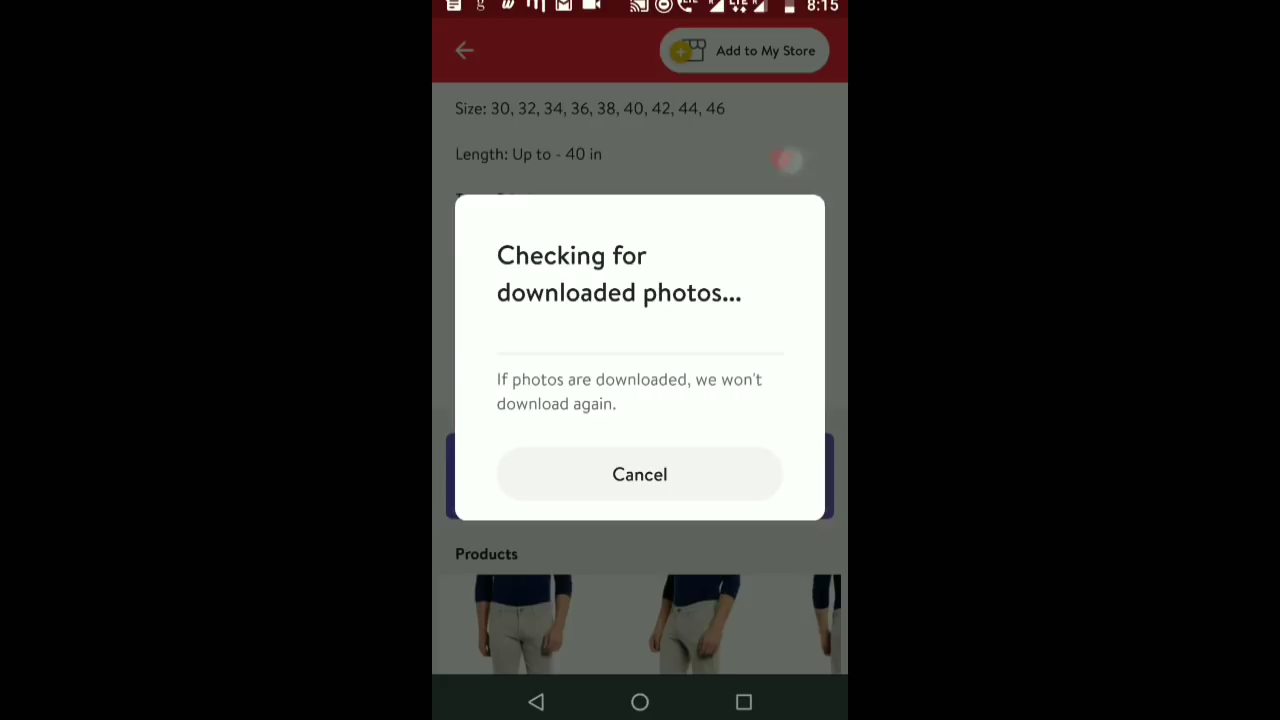 8:15
Add to My Store
Size: 30, 32, 34, 36, 38, 40, 42, 44, 46
Length: Up to - 40 in
Checking for
downloaded photos...
If photos are downloaded, we won't
download again.
Cancel
Products